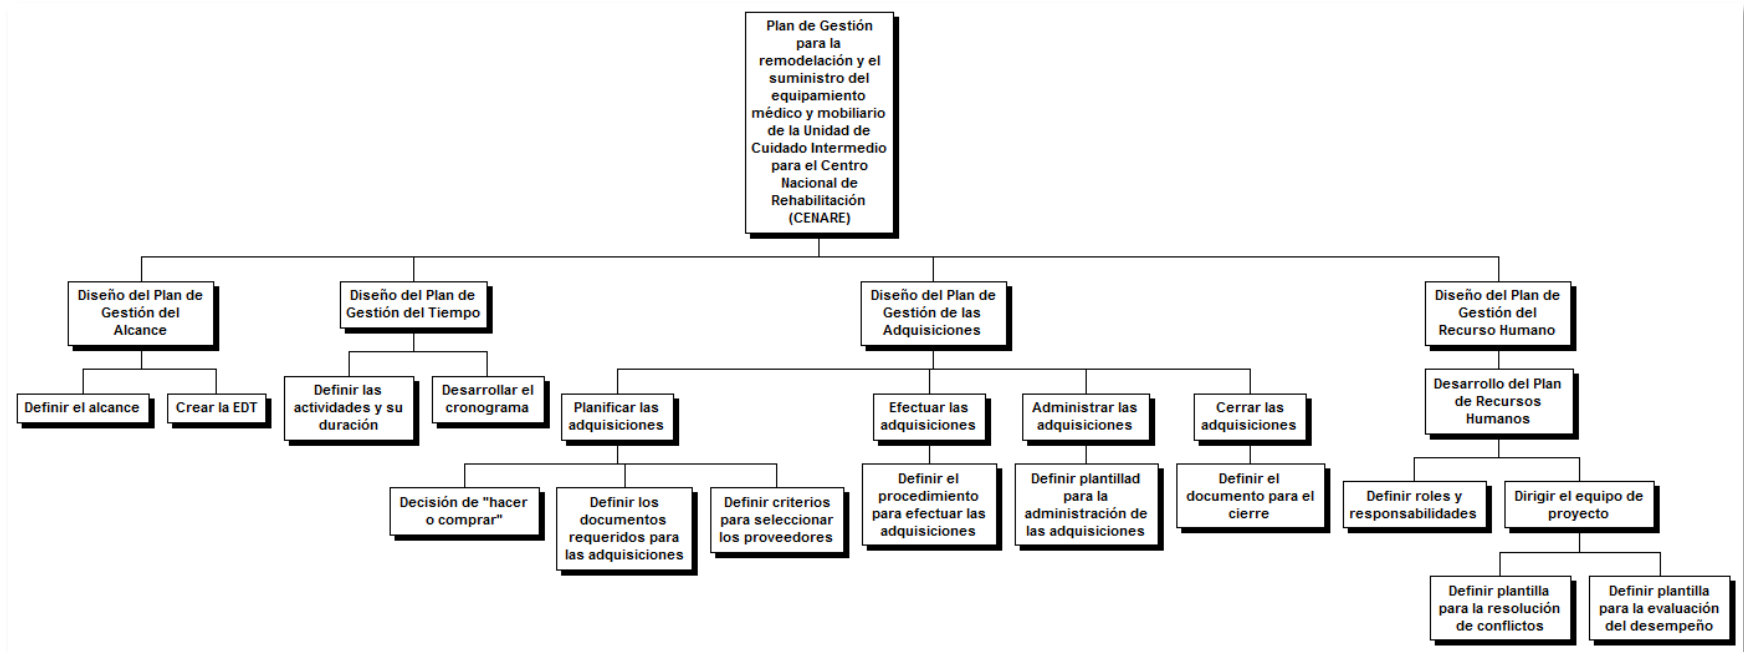 Plan de Gestión
para la
remodelación y el
suministro del
equipamiento
médico y mobiliario
de la Unidad de
Cuidado Intermedio
para el Centro
Nacional de
Rehabilitación
(CENARE)
Diseño del Plan de
Gestión del
Alcance
Diseño del Plan de
Gestión del Tiempo
Diseño del Plan de
Gestión de las
Adquisiciones
Diseño del Plan de
Gestión del
Recurso Humano
Definir el alcance
Crear la EDT
Definir las
actividades y su
duración
Desarrollar el
cronograma
Planificar las
adquisiciones
Efectuar las
adquisiciones
Administrar las
adquisiciones
Cerrar las
adquisiciones
Desarrollo del Plan
de Recursos
Humanos
Decisión de "hacer
o comprar"
Definir los
documentos
requeridos para
las adquisiciones
Definir criterios
para seleccionar
los proveedores
Definir el
procedimiento
para efectuar las
adquisiciones
Definir plantillad
para la
administración de
las adquisiciones
Definir el
documento para el
cierre
Definir roles y
responsabilidades
Dirigir el equipo de
proyecto
Definir plantilla
para la resolución
de conflictos
Definir plantilla
para la evaluación
del desempeño